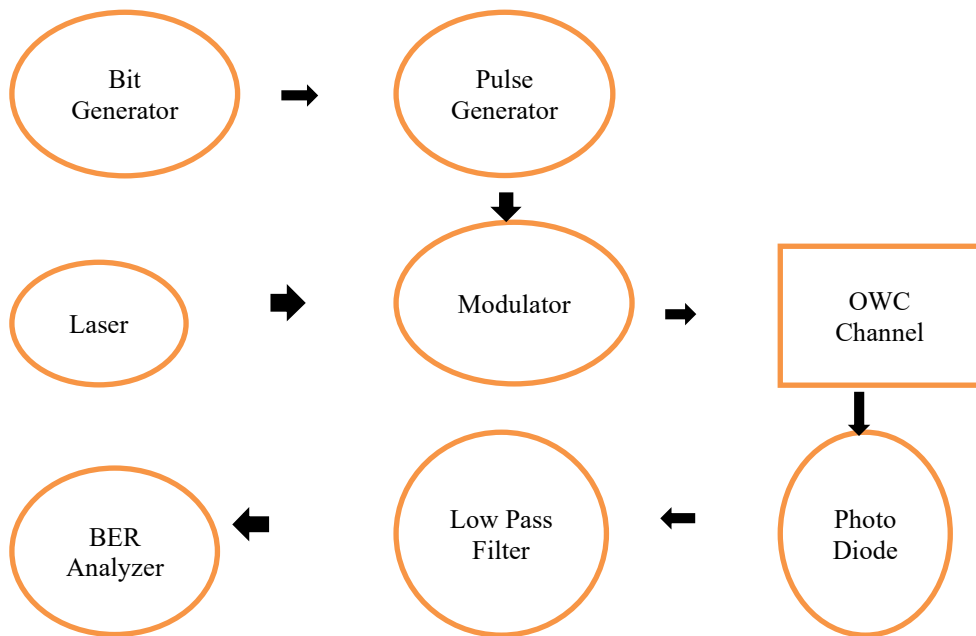 Bit
Generator
Pulse
Generator
Laser
Modulator
OWC
Channel
BER
Analyzer
Low Pass
Filter
Photo
Diode